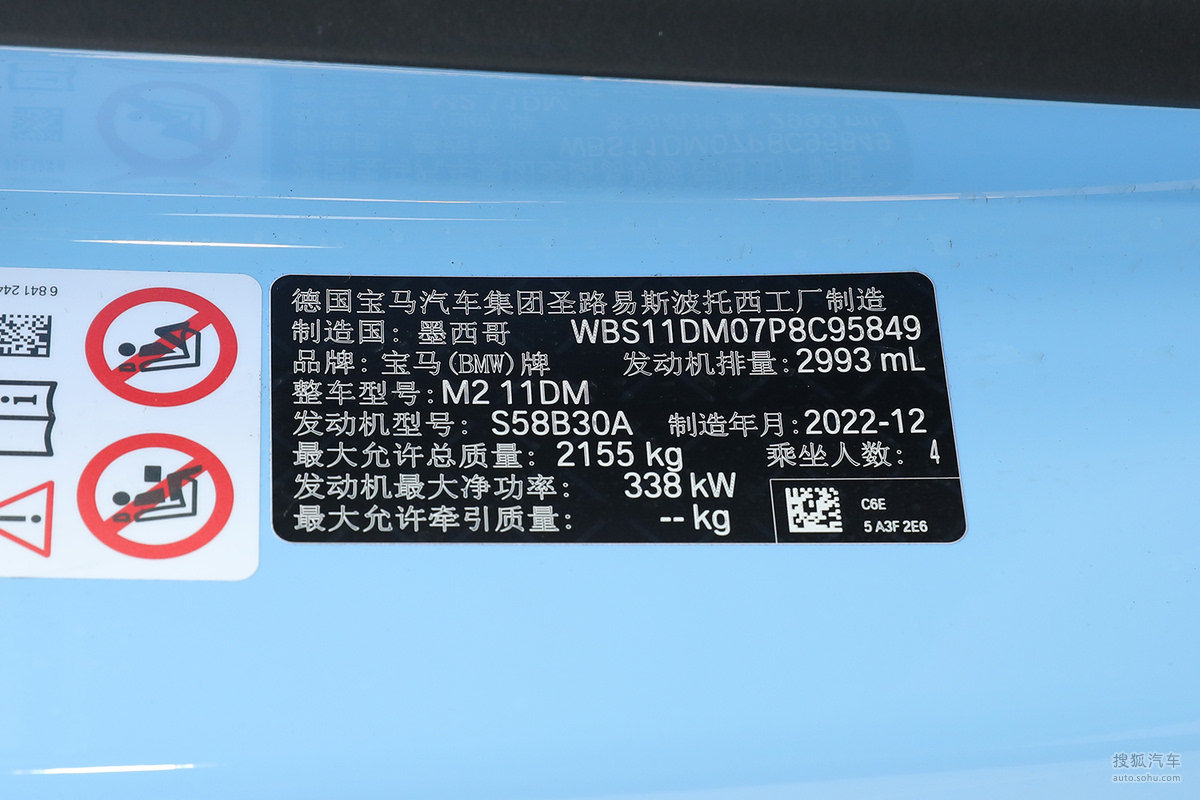 6 841 244
德国宝马汽车集团圣路易斯波托西工厂制造
制造国：墨西哥 WBS11DM07P8C95849
品牌：宝马(BMW)牌 发动机排量：2993 mL
整车型号：M2 11DM
发动机型号：S58B30A 制造年月：2022-12
最大允许总质量：2155 kg 乘坐人数：4
发动机最大净功率：338 kW
最大允许牵引质量：-- kg
C6E
5 A3F 2E6
搜狐汽车
auto.sohu.com